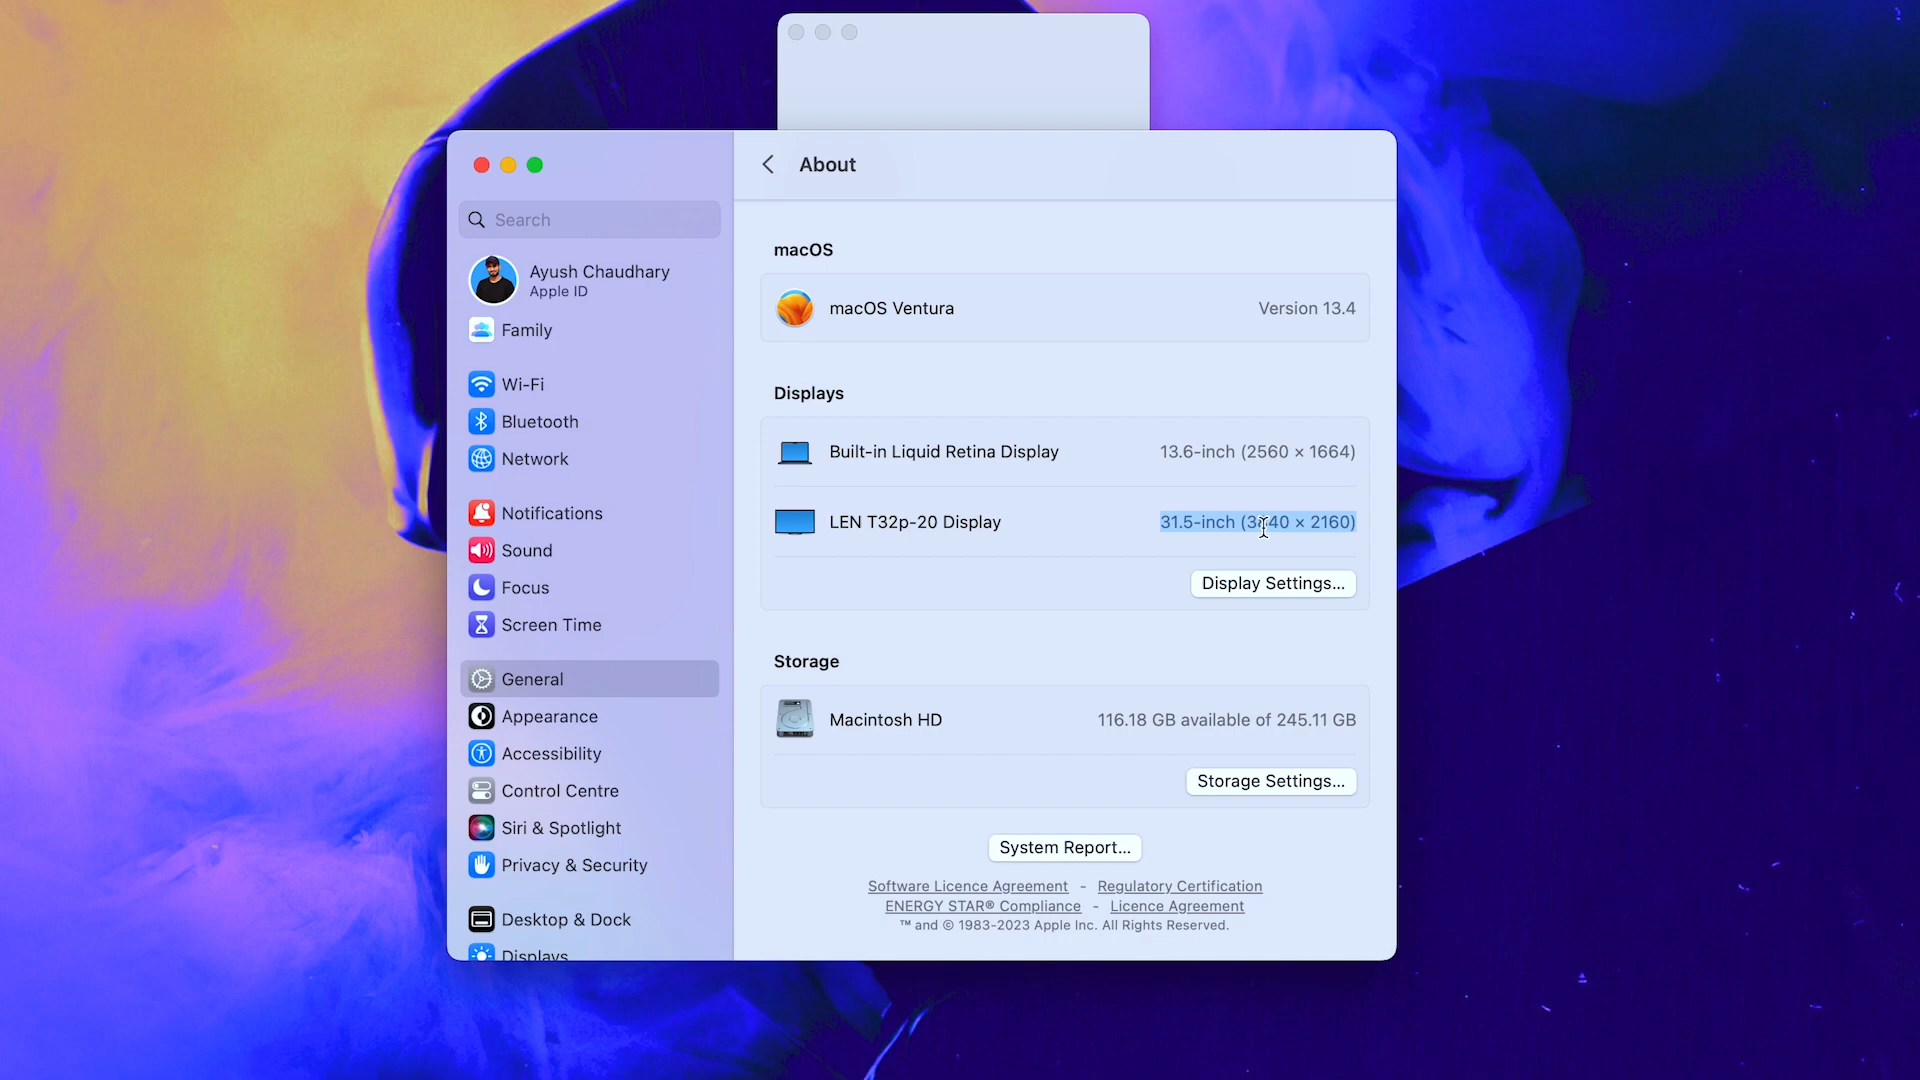 About
Search
Ayush Chaudhary
Apple ID
Family
Wi-Fi
Bluetooth
Network
Notifications
Sound
Focus
Screen Time
General
Appearance
Accessibility
Control Centre
Siri & Spotlight
Privacy & Security
Desktop & Dock
Displays
macOS
macOS Ventura Version 13.4
Displays
Built-in Liquid Retina Display 13.6-inch (2560 × 1664)
LEN T32p-20 Display 31.5-inch (3840 × 2160)
Display Settings...
Storage
Macintosh HD 116.18 GB available of 245.11 GB
Storage Settings...
System Report...
Software Licence Agreement - Regulatory Certification
ENERGY STAR® Compliance - Licence Agreement
™ and © 1983-2023 Apple Inc. All Rights Reserved.